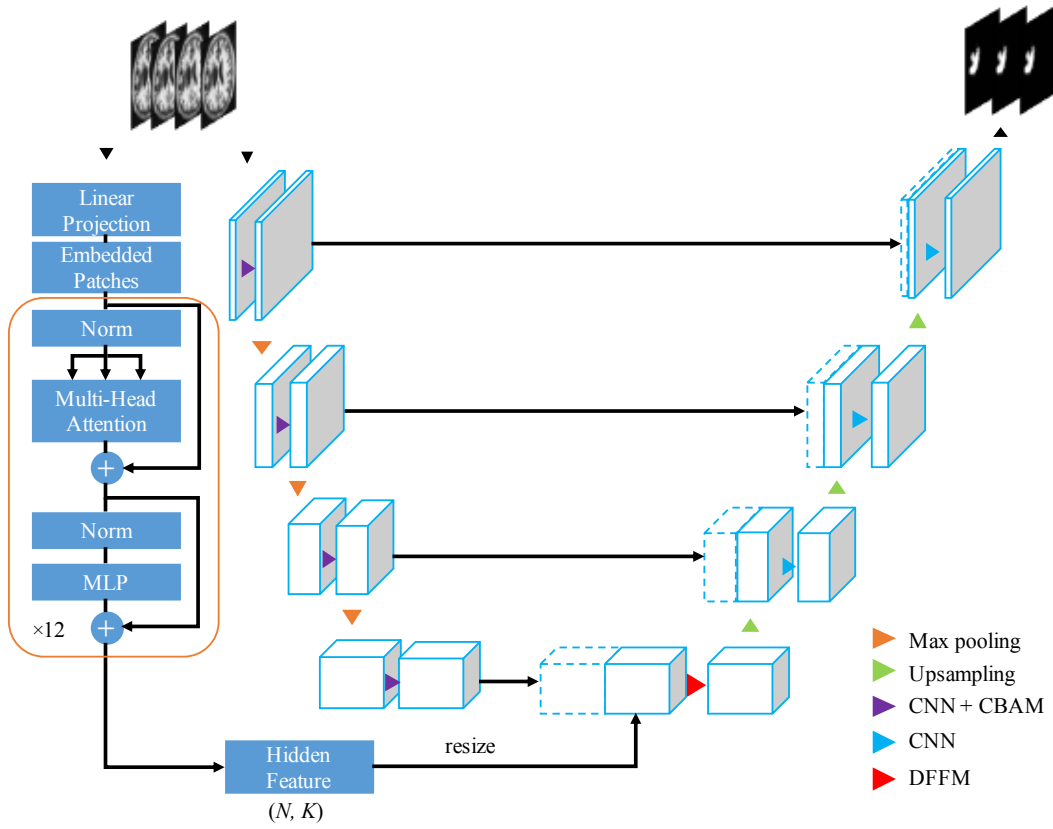 Linear
Projection
Embedded
Patches
Norm
Multi-Head
Attention
+
Norm
MLP
+
×12
Hidden
Feature
(N, K)
resize
Max pooling
Upsampling
CNN + CBAM
CNN
DFFM